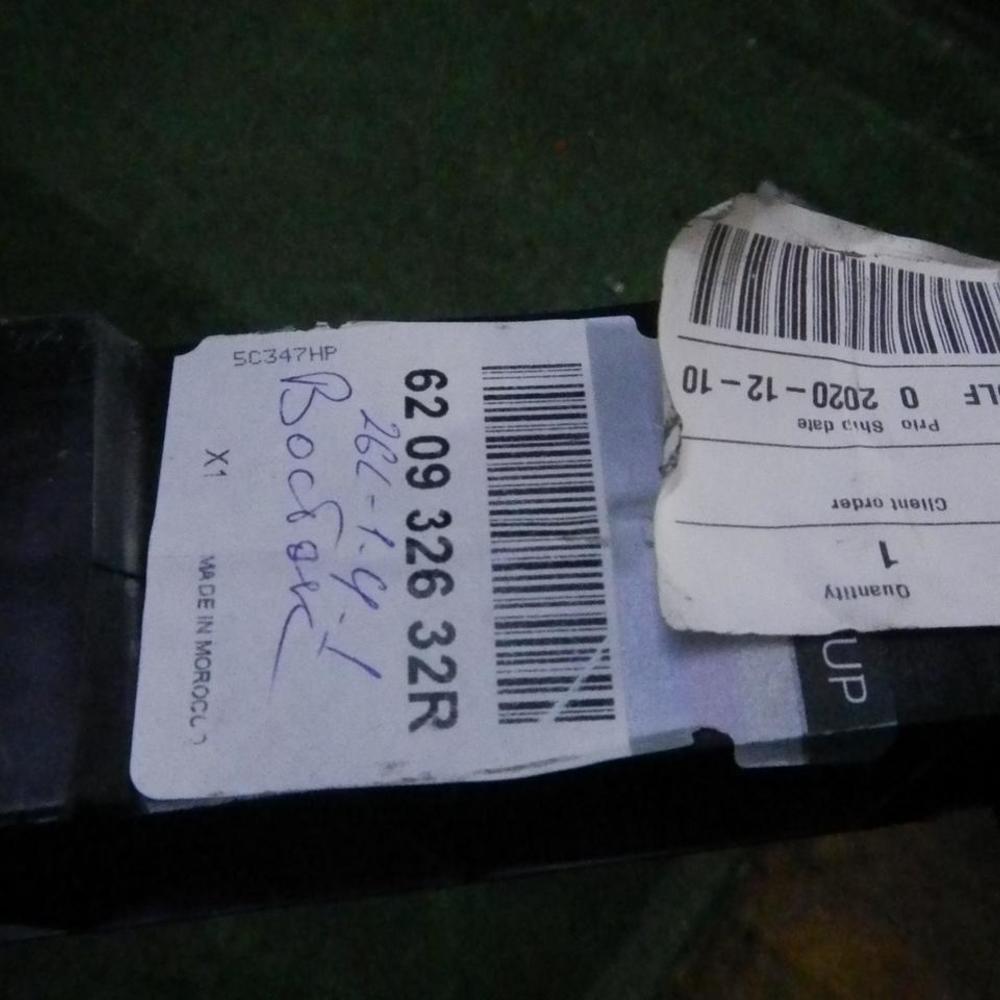 5C347HP
X1
MADE IN MOROCCO
62 09 326 32R
26L-1.4.1
UP
LF 0 2020-12-10
Prio Ship date
Client order
1
Quantity